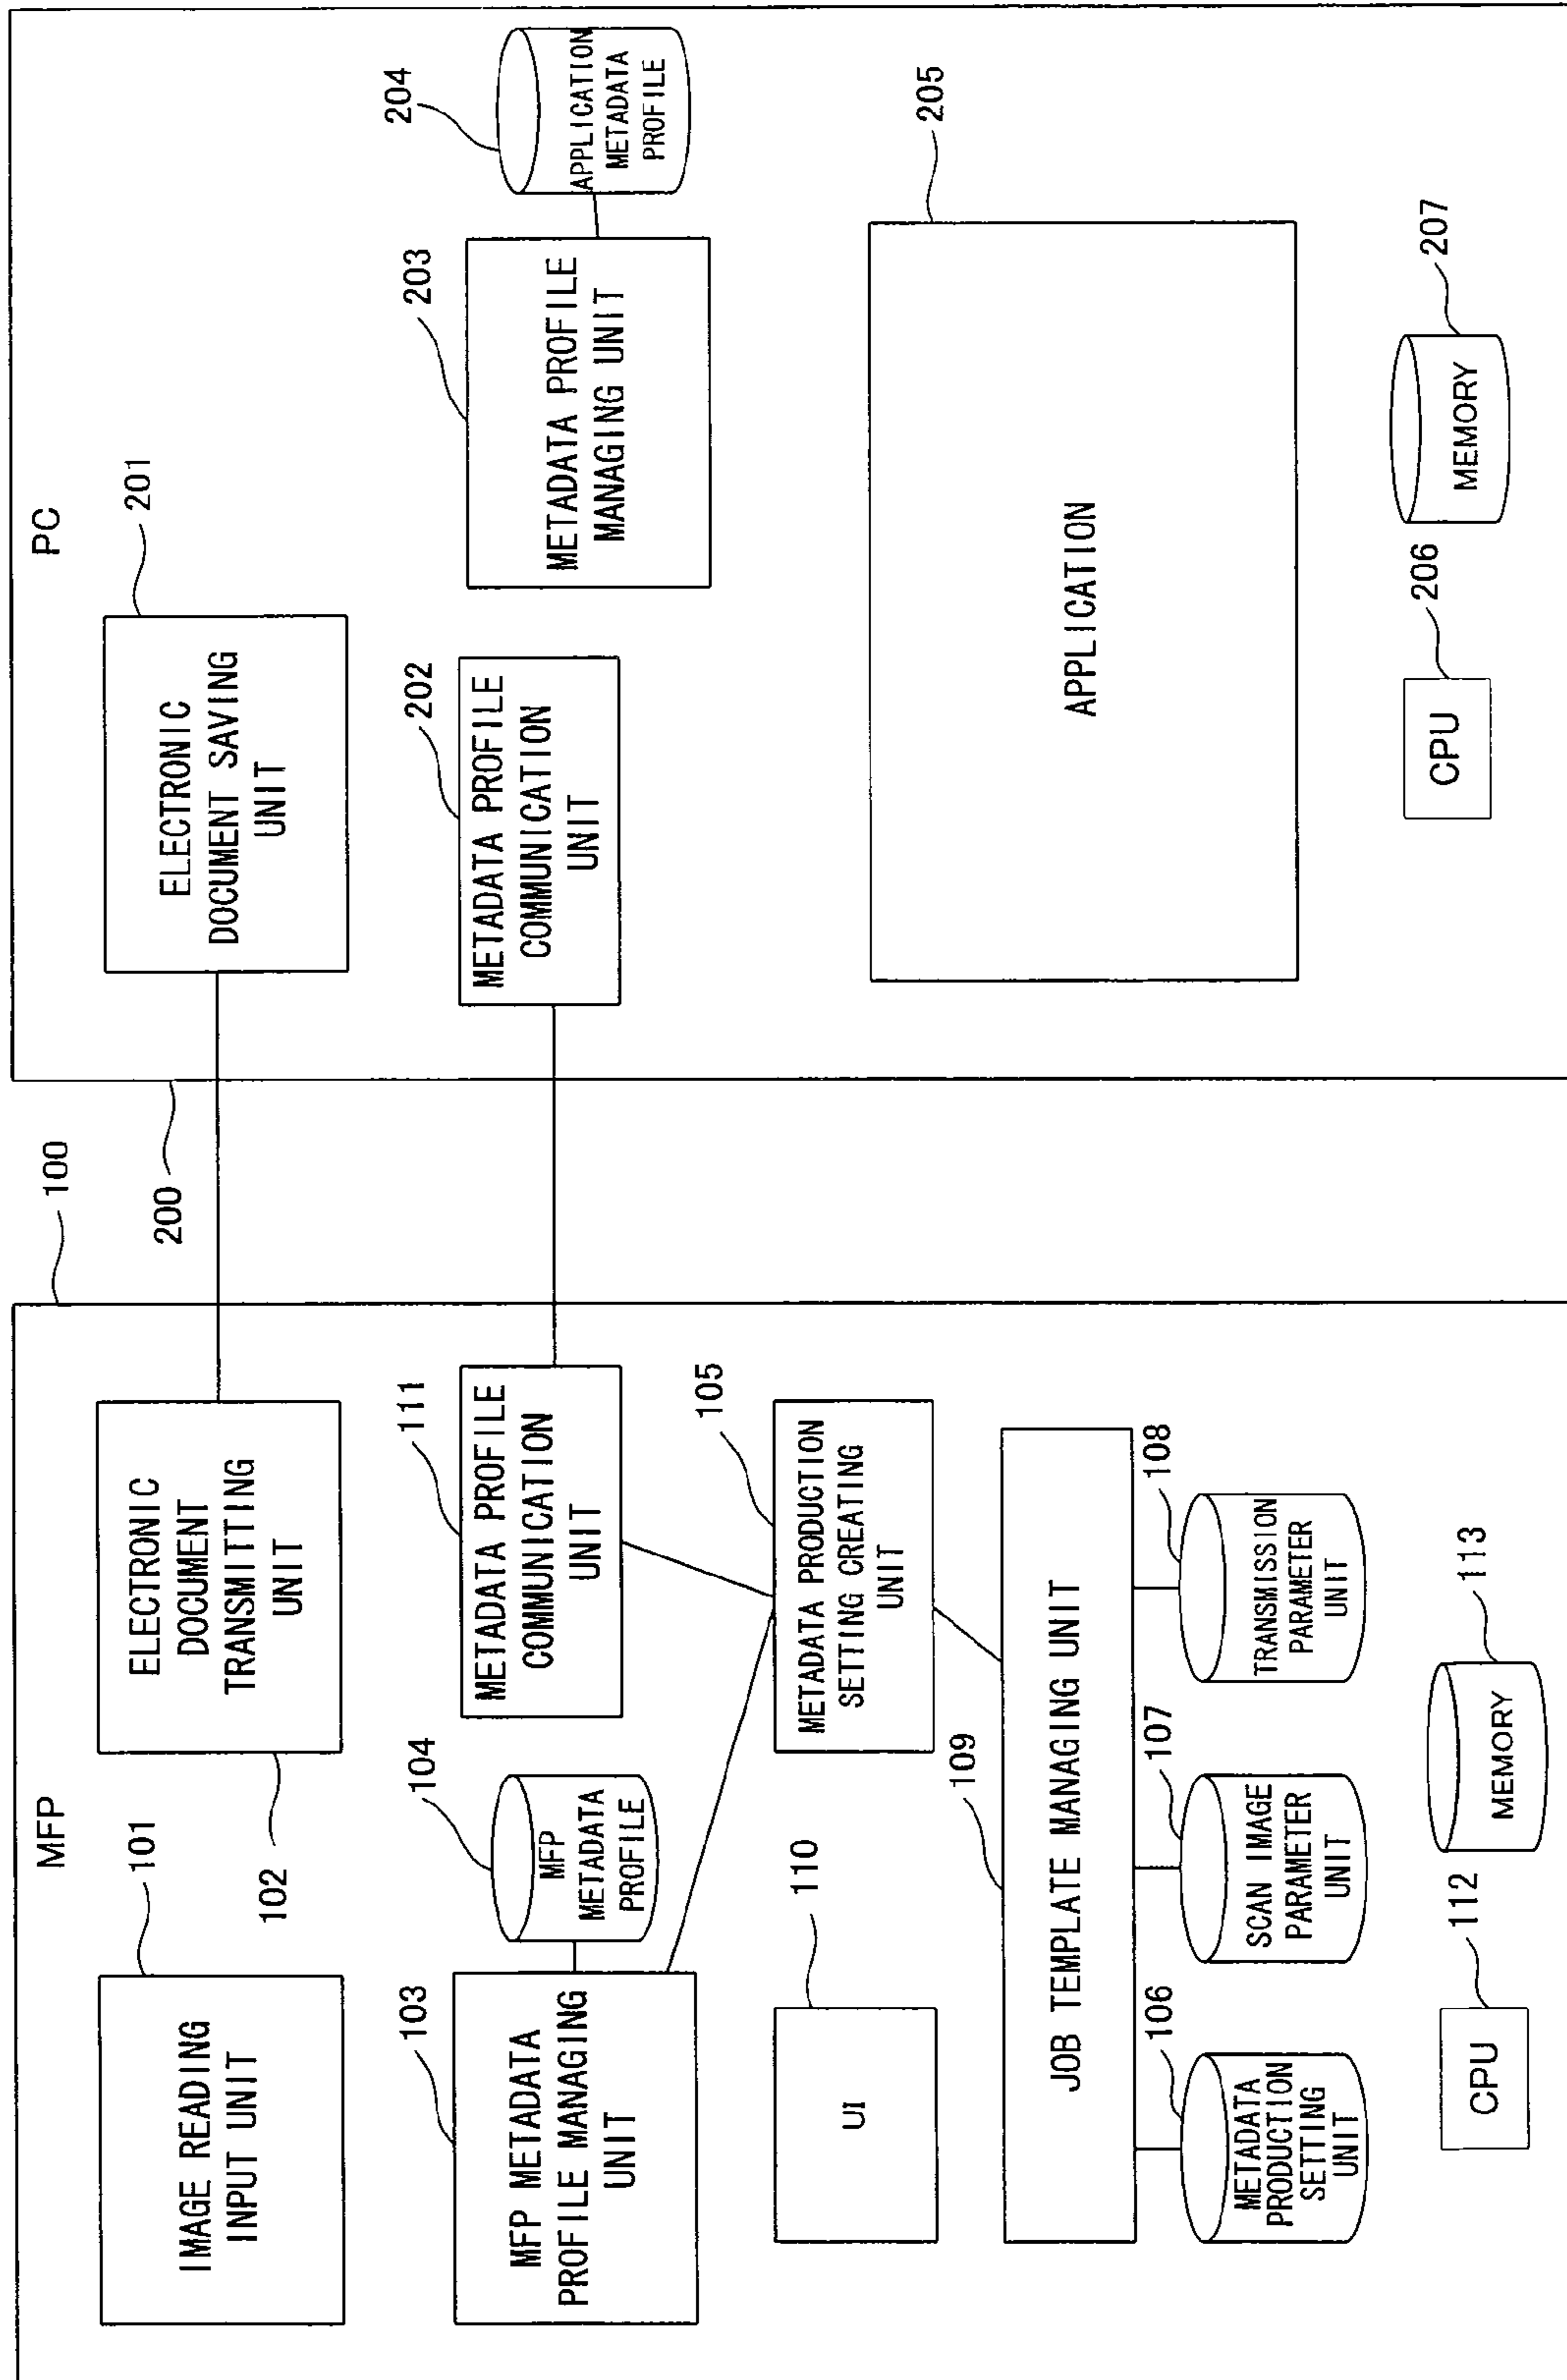 MFP
100
101
IMAGE READING
INPUT UNIT
102
ELECTRONIC
DOCUMENT
TRANSMITTING
UNIT
103
MFP METADATA
PROFILE MANAGING
UNIT
104
MFP
METADATA
PROFILE
111
METADATA PROFILE
COMMUNICATION
UNIT
110
UI
105
METADATA PRODUCTION
SETTING CREATING
UNIT
109
JOB TEMPLATE MANAGING UNIT
106
METADATA
PRODUCTION
SETTING
UNIT
107
SCAN IMAGE
PARAMETER
UNIT
108
TRANSMISSION
PARAMETER
UNIT
112
CPU
113
MEMORY
PC
200
201
ELECTRONIC
DOCUMENT SAVING
UNIT
202
METADATA PROFILE
COMMUNICATION
UNIT
203
METADATA PROFILE
MANAGING UNIT
204
APPLICATION
METADATA
PROFILE
205
APPLICATION
206
CPU
207
MEMORY